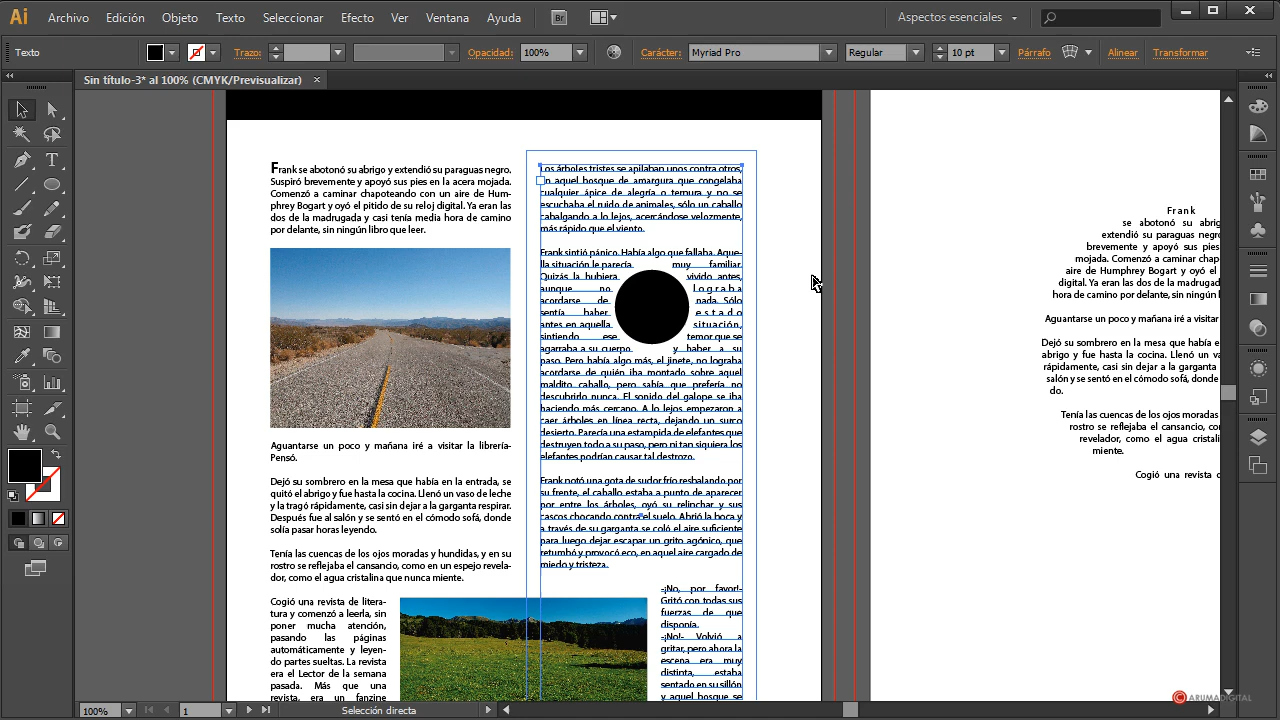 Ai Archivo Edición Objeto Texto Seleccionar Efecto Ver Ventana Ayuda Br Aspectos esenciales
Texto Trazo: Opacidad: 100% Carácter: Myriad Pro Regular 10 pt Párrafo Alinear Transformar
Sin título-3* al 100% (CMYK/Previsualizar) ×
Frank se abotonó su abrigo y extendió su paraguas negro.
Suspiró brevemente y apoyó sus pies en la acera mojada.
Comenzó a caminar chapoteando con un aire de Hum-
phrey Bogart y oyó el pitido de su reloj digital. Ya eran las
dos de la madrugada y casi tenía media hora de camino
por delante, sin ningún libro que leer.
Aguantarse un poco y mañana iré a visitar la librería-
Pensó.
Dejó su sombrero en la mesa que había en la entrada, se
quitó el abrigo y fue hasta la cocina. Llenó un vaso de leche
y la tragó rápidamente, casi sin dejar a la garganta respirar.
Después fue al salón y se sentó en el cómodo sofá, donde
solía pasar horas leyendo.
Tenía las cuencas de los ojos moradas y hundidas, y en su
rostro se reflejaba el cansancio, como en un espejo revela-
dor, como el agua cristalina que nunca miente.
Cogió una revista de litera-
tura y comenzó a leerla, sin
poner mucha atención,
pasando las páginas
automáticamente y leyen-
do partes sueltas. La revista
era el Lector de la semana
pasada. Más que una
revista, era un fanzine
Los árboles tristes se apilaban unos contra otros,
en aquel bosque de amargura que congelaba
cualquier ápice de alegría o ternura y no se
escuchaba el ruido de animales, sólo un caballo
cabalgando a lo lejos, acercándose velozmente,
más rápido que el viento.
Frank sintió pánico. Había algo que fallaba. Aque-
lla situación le parecía muy familiar.
Quizás la hubiera vivido antes,
aunque no Lograba
acordarse de nada. Sólo
sentía haber estado
antes en aquella situación,
sintiendo ese temor que se
agarraba a su cuerpo y haber a su
paso. Pero había algo más, el jinete, no lograba
acordarse de quién iba montado sobre aquel
maldito caballo, pero sabía que prefería no
descubrirlo nunca. El sonido del galope se iba
haciendo más cercano. A lo lejos empezaron a
caer árboles en línea recta, dejando un surco
desierto. Parecía una estampida de elefantes que
destruyen todo a su paso, pero ni tan siquiera los
elefantes podrían causar tal destrozo.
Frank notó una gota de sudor frío resbalando por
su frente, el caballo estaba a punto de aparecer
por entre los árboles, oyó su relinchar y sus
cascos chocando contra el suelo. Abrió la boca y
a través de su garganta se coló el aire suficiente
para luego dejar escapar un grito agónico, que
retumbó y provocó eco, en aquel aire cargado de
miedo y tristeza.
-¡No, por favor!-
Gritó con todas sus
fuerzas de que
disponía.
-¡No!- Volvió a
gritar, pero ahora la
escena era muy
distinta, estaba
sentado en su sillón
y aquel bosque se
Frank
se abotonó su abrig
extendió su paraguas negro
brevemente y apoyó sus pies
mojada. Comenzó a caminar chap
aire de Humphrey Bogart y oyó el
digital. Ya eran las dos de la madrugad
hora de camino por delante, sin ningún l
Aguantarse un poco y mañana iré a visitar
Dejó su sombrero en la mesa que había e
abrigo y fue hasta la cocina. Llenó un va
rápidamente, casi sin dejar a la garganta
salón y se sentó en el cómodo sofá, donde
do.
Tenía las cuencas de los ojos moradas
rostro se reflejaba el cansancio, co
revelador, como el agua cristali
miente.
Cogió una revista d
100% 1 Selección directa
© ARUMADIGITAL